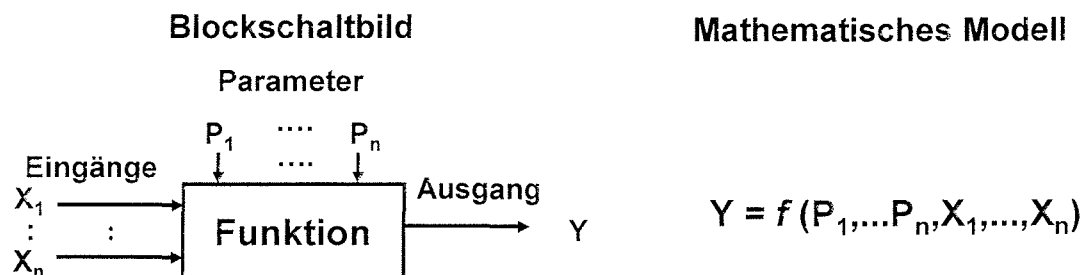 Blockschaltbild
Parameter
P1 .... Pn
....
Eingänge
X1
: :
Xn
Funktion
Ausgang
Y
Mathematisches Modell
Y = f (P1,...Pn,X1,...,Xn)